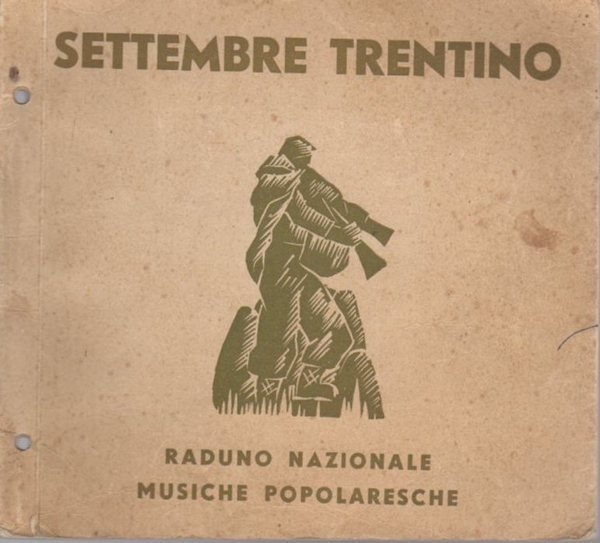 SETTEMBRE TRENTINO
RADUNO NAZIONALE
MUSICHE POPOLARESCHE